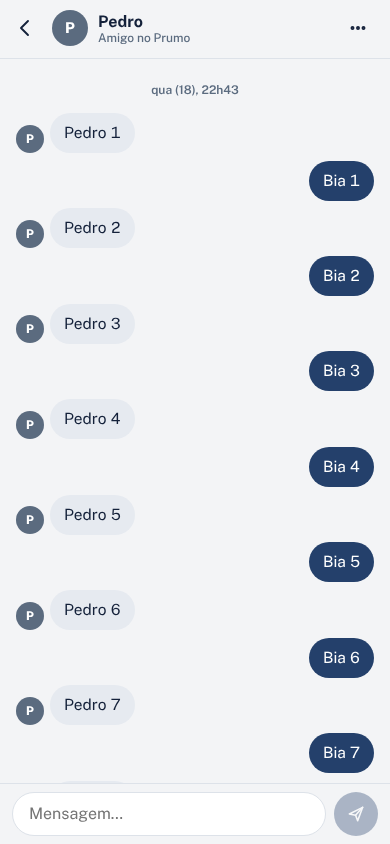 P
Pedro
Amigo no Prumo
qua (18), 22h43
P
Pedro 1
Bia 1
P
Pedro 2
Bia 2
P
Pedro 3
Bia 3
P
Pedro 4
Bia 4
P
Pedro 5
Bia 5
P
Pedro 6
Bia 6
P
Pedro 7
Bia 7
Mensagem...